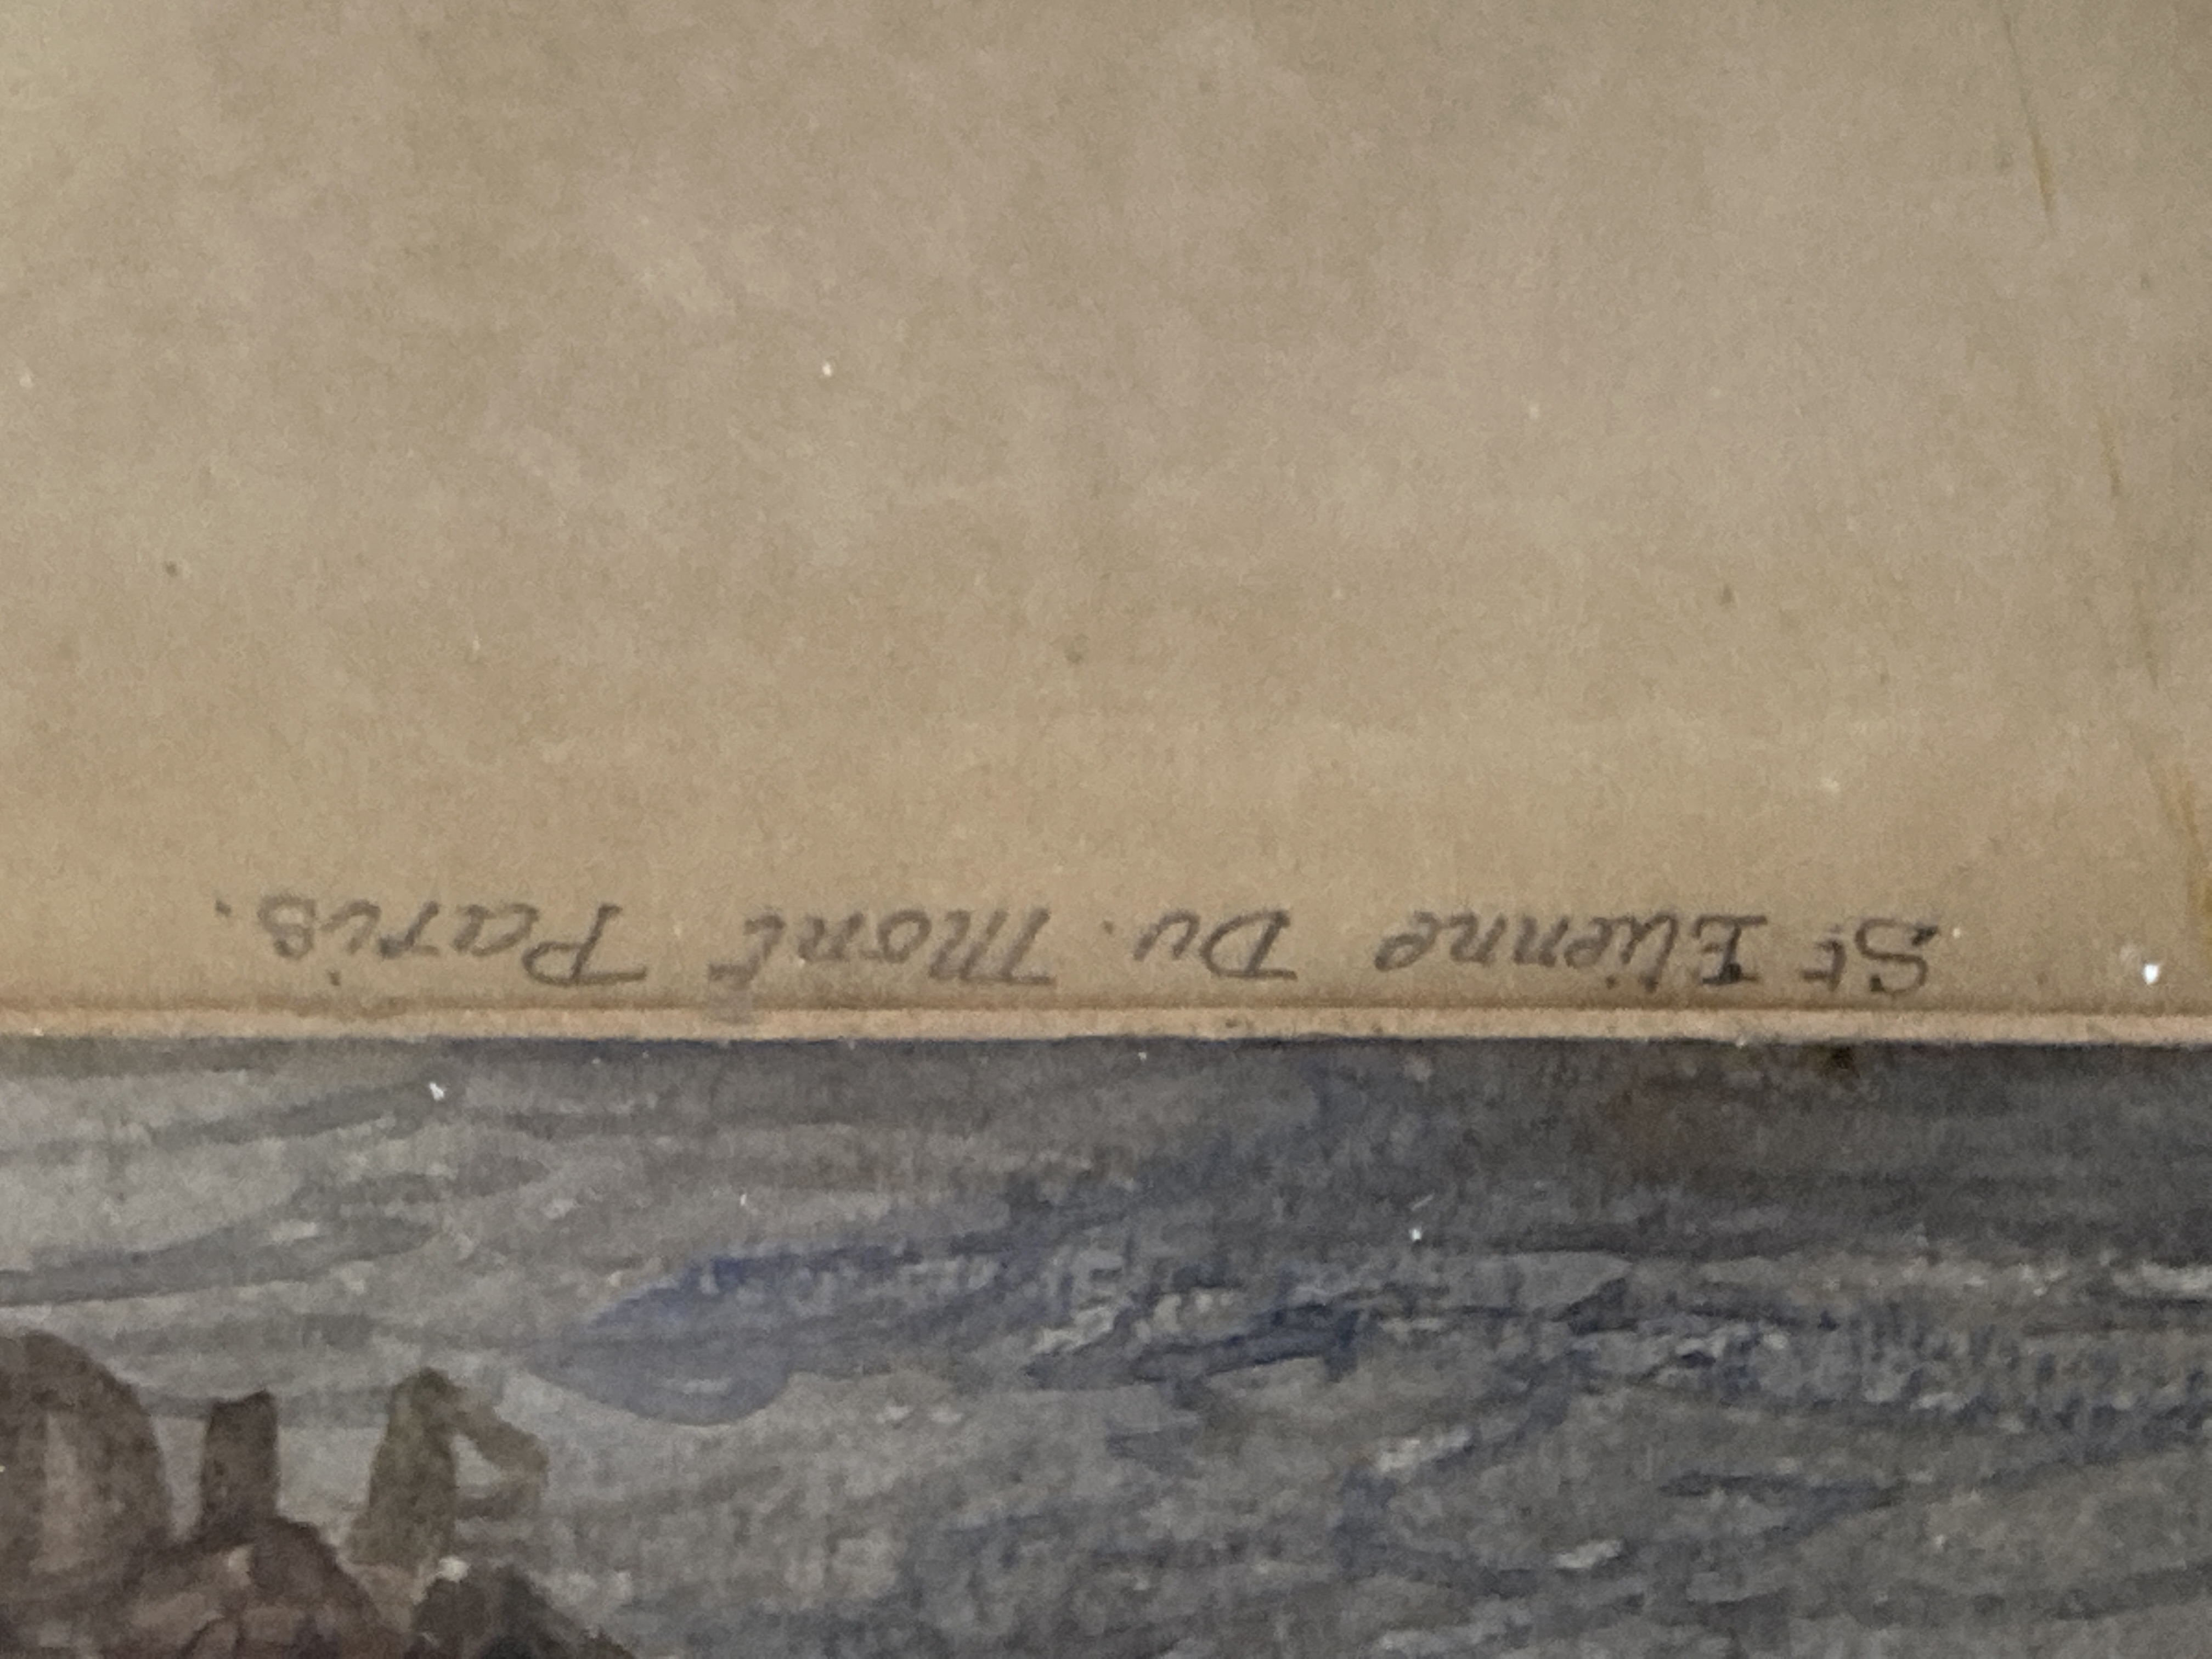 St Etienne Du. Mont Paris.